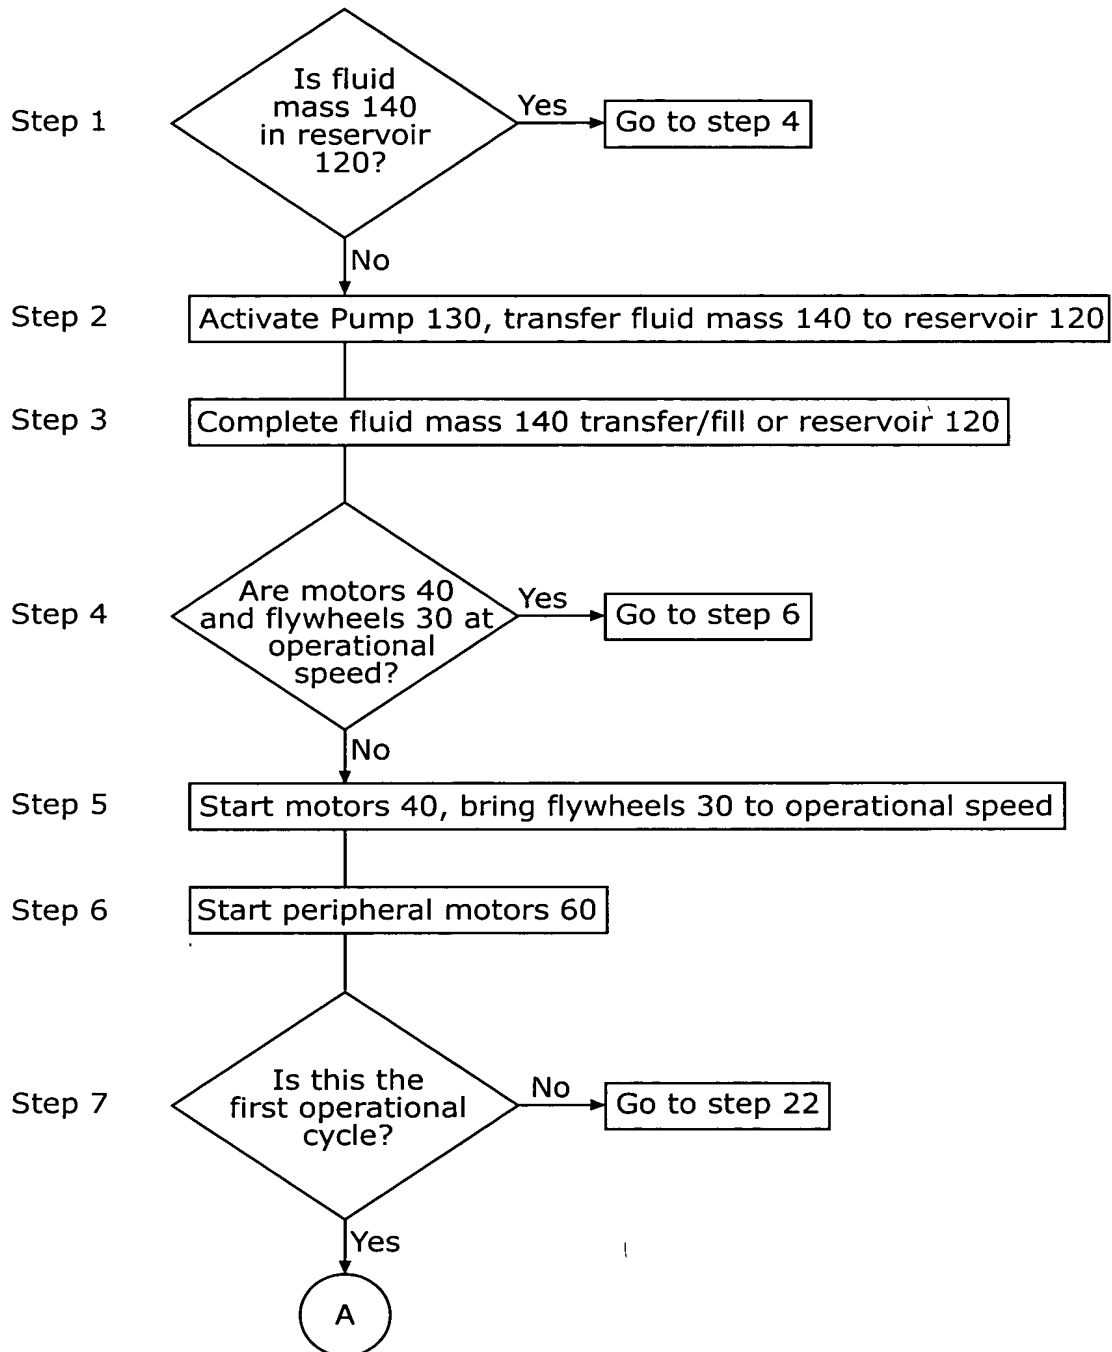 Step 1
Is fluid
mass 140
in reservoir
120?
Yes
Go to step 4
No
Step 2
Activate Pump 130, transfer fluid mass 140 to reservoir 120
Step 3
Complete fluid mass 140 transfer/fill or reservoir 120
Step 4
Are motors 40
and flywheels 30 at
operational
speed?
Yes
Go to step 6
No
Step 5
Start motors 40, bring flywheels 30 to operational speed
Step 6
Start peripheral motors 60
Step 7
Is this the
first operational
cycle?
No
Go to step 22
Yes
A